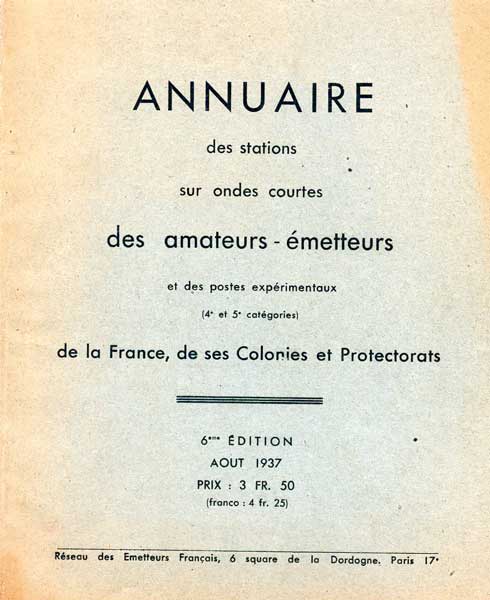 ANNUAIRE
des stations
sur ondes courtes
des amateurs - émetteurs
et des postes expérimentaux
(4e et 5e catégories)
de la France, de ses Colonies et Protectorats
6ème ÉDITION
AOUT 1937
PRIX : 3 FR. 50
(franco : 4 fr. 25)
Réseau des Emetteurs Français, 6 square de la Dordogne. Paris 17e